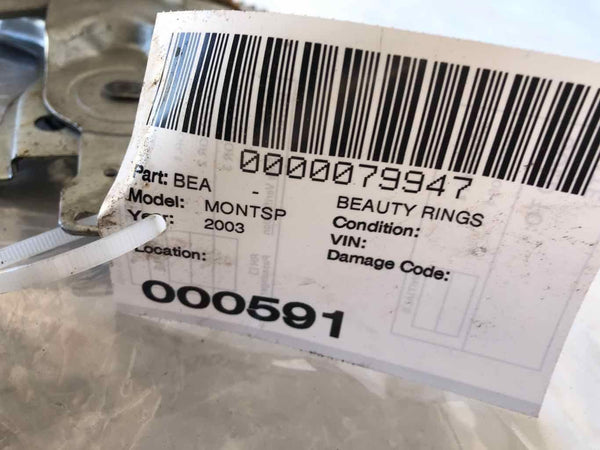 0000079947
Part: BEA - BEAUTY RINGS
Model: MONTSP Condition:
Year: 2003 VIN:
Location: Damage Code:
000591